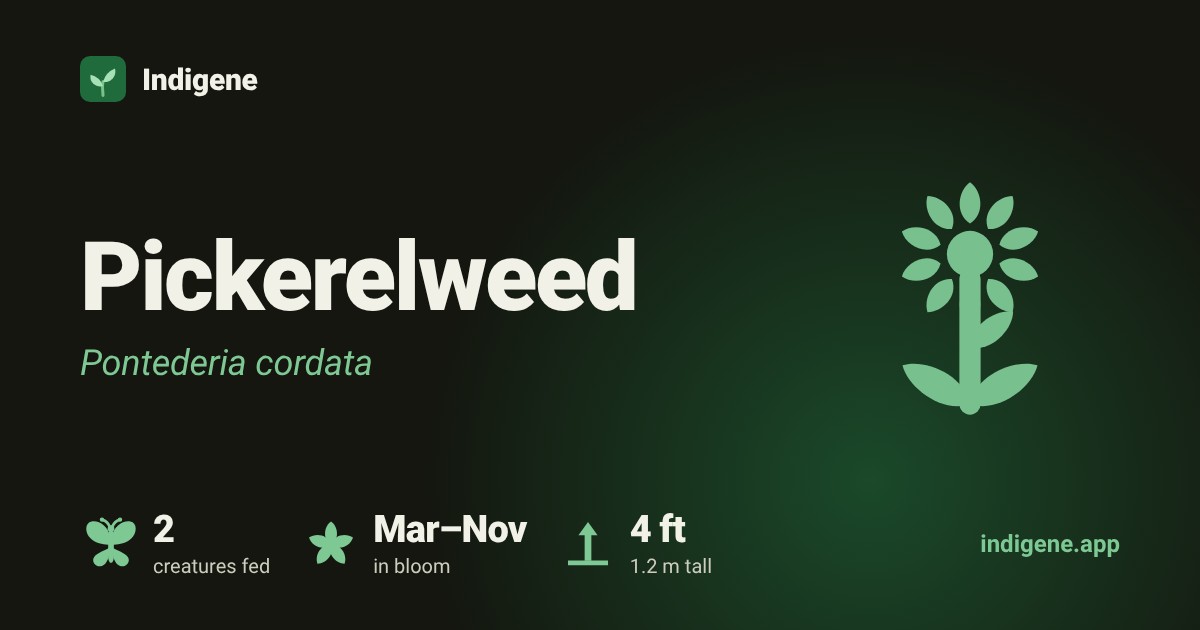 Indigene
Pickerelweed
Pontederia cordata
2
creatures fed
Mar–Nov
in bloom
4 ft
1.2 m tall
indigene.app